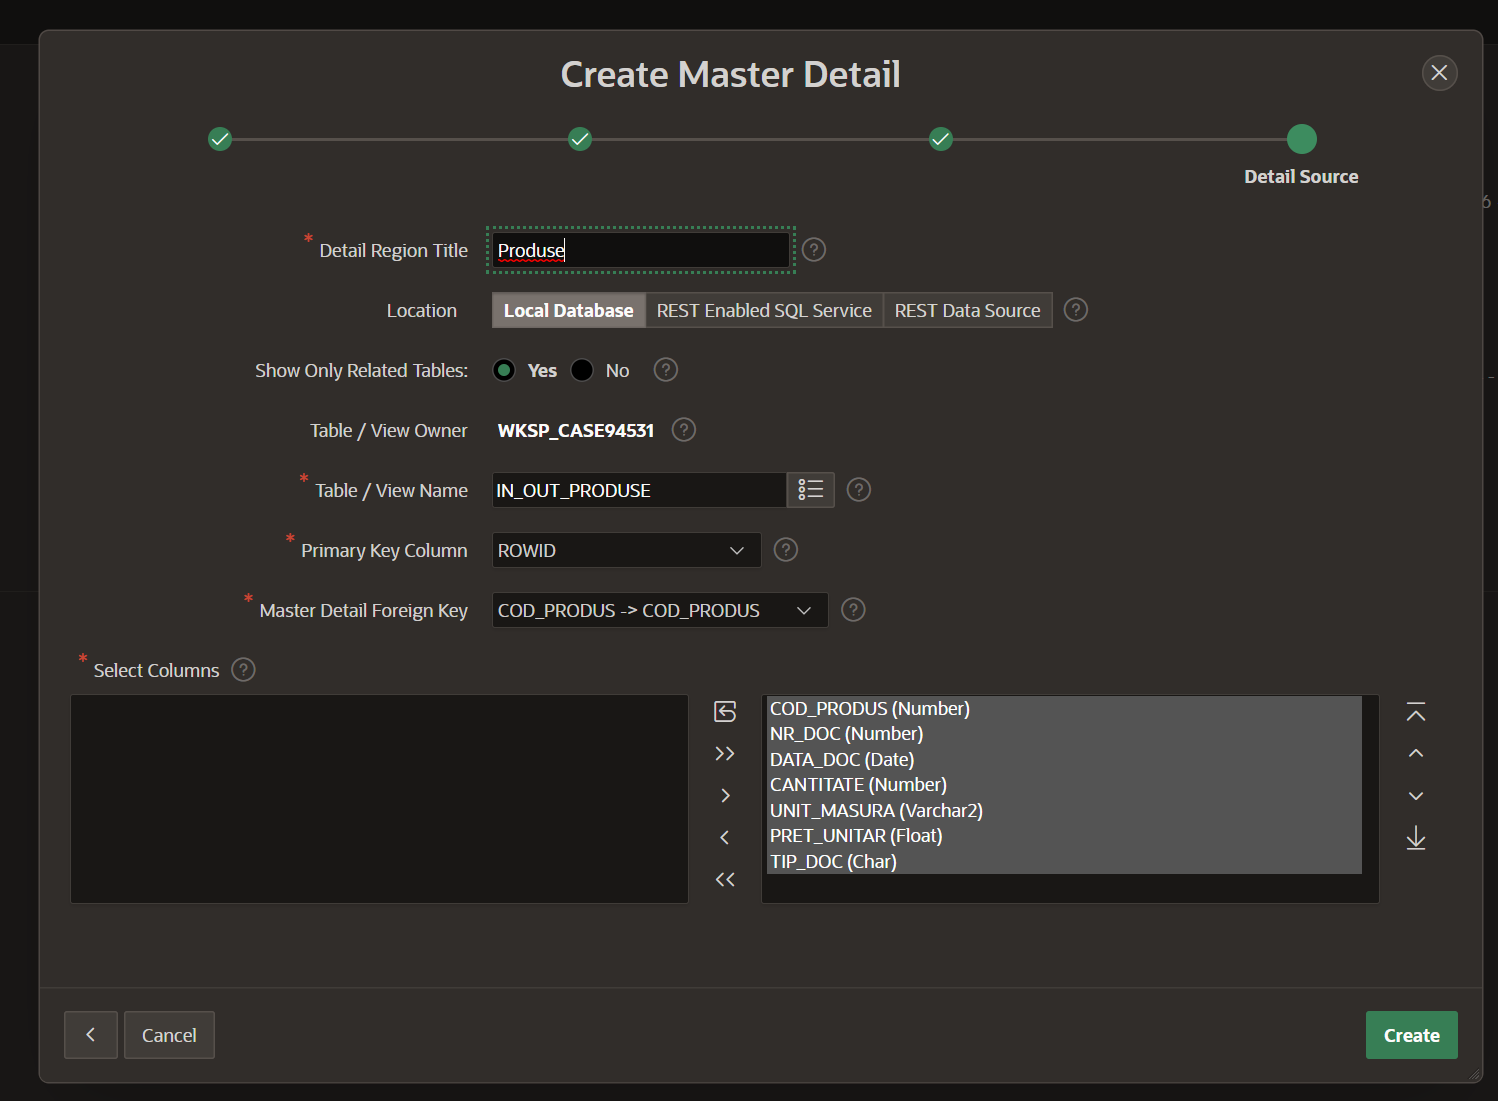 Create Master Detail
Detail Source
* Detail Region Title Produse ?
Location Local Database REST Enabled SQL Service REST Data Source ?
Show Only Related Tables: Yes No ?
Table / View Owner WKSP_CASE94531 ?
* Table / View Name IN_OUT_PRODUSE ?
* Primary Key Column ROWID ?
* Master Detail Foreign Key COD_PRODUS -> COD_PRODUS ?
* Select Columns ?
COD_PRODUS (Number)
NR_DOC (Number)
DATA_DOC (Date)
CANTITATE (Number)
UNIT_MASURA (Varchar2)
PRET_UNITAR (Float)
TIP_DOC (Char)
Cancel Create